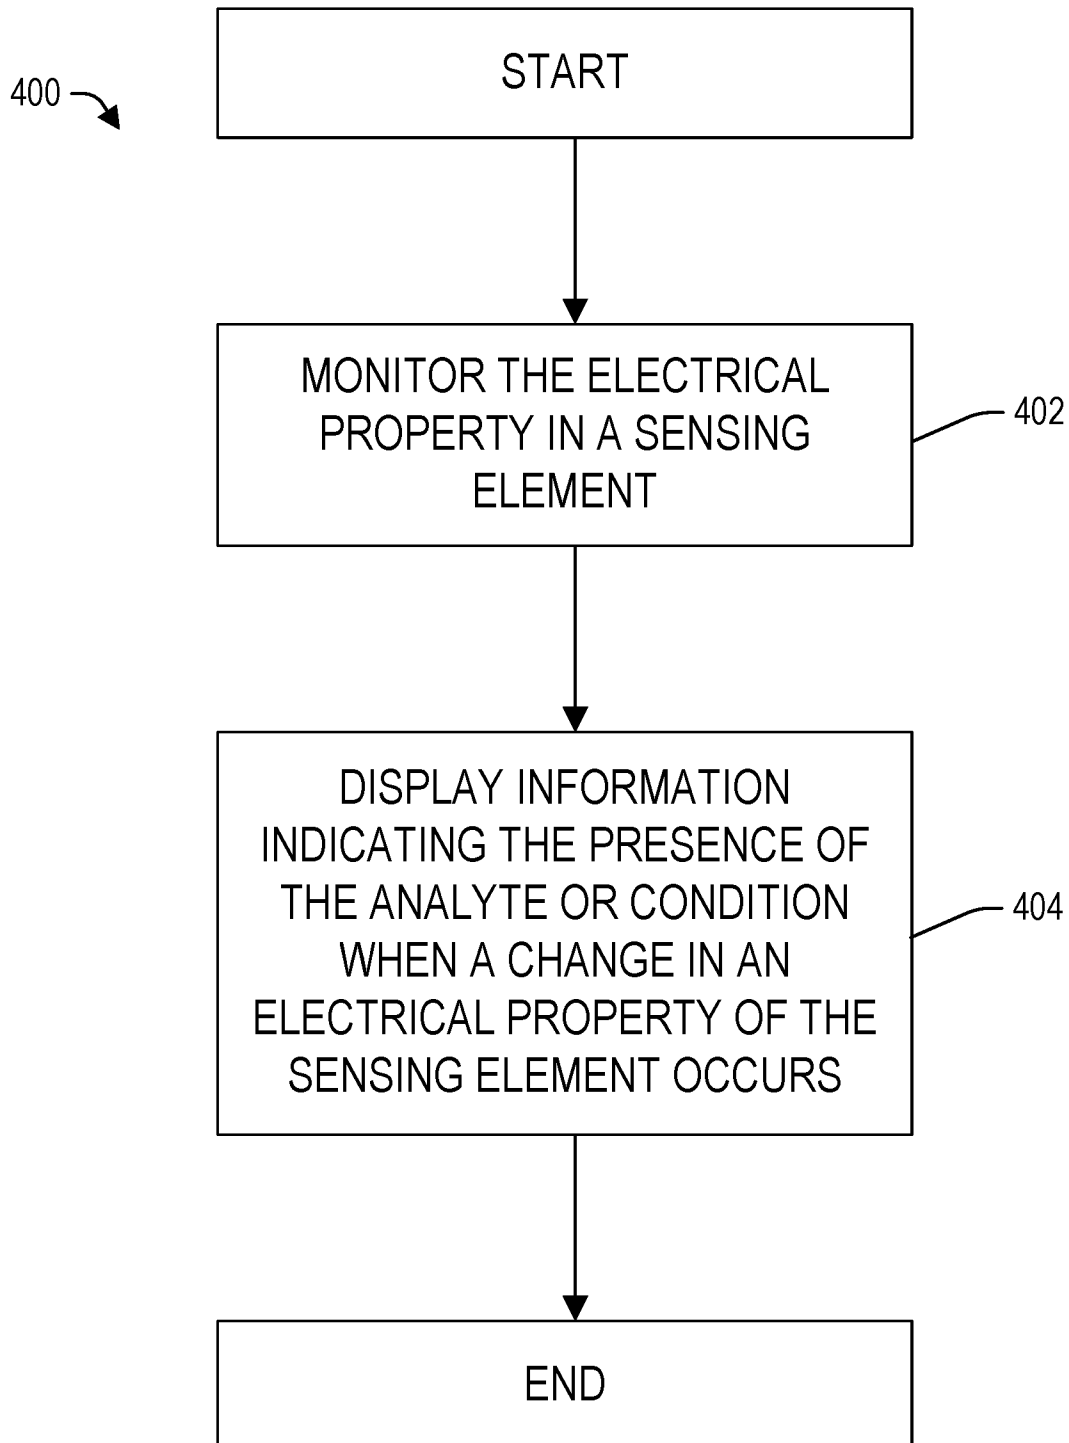 START
400
MONITOR THE ELECTRICAL
PROPERTY IN A SENSING
ELEMENT
402
DISPLAY INFORMATION
INDICATING THE PRESENCE OF
THE ANALYTE OR CONDITION
WHEN A CHANGE IN AN
ELECTRICAL PROPERTY OF THE
SENSING ELEMENT OCCURS
404
END